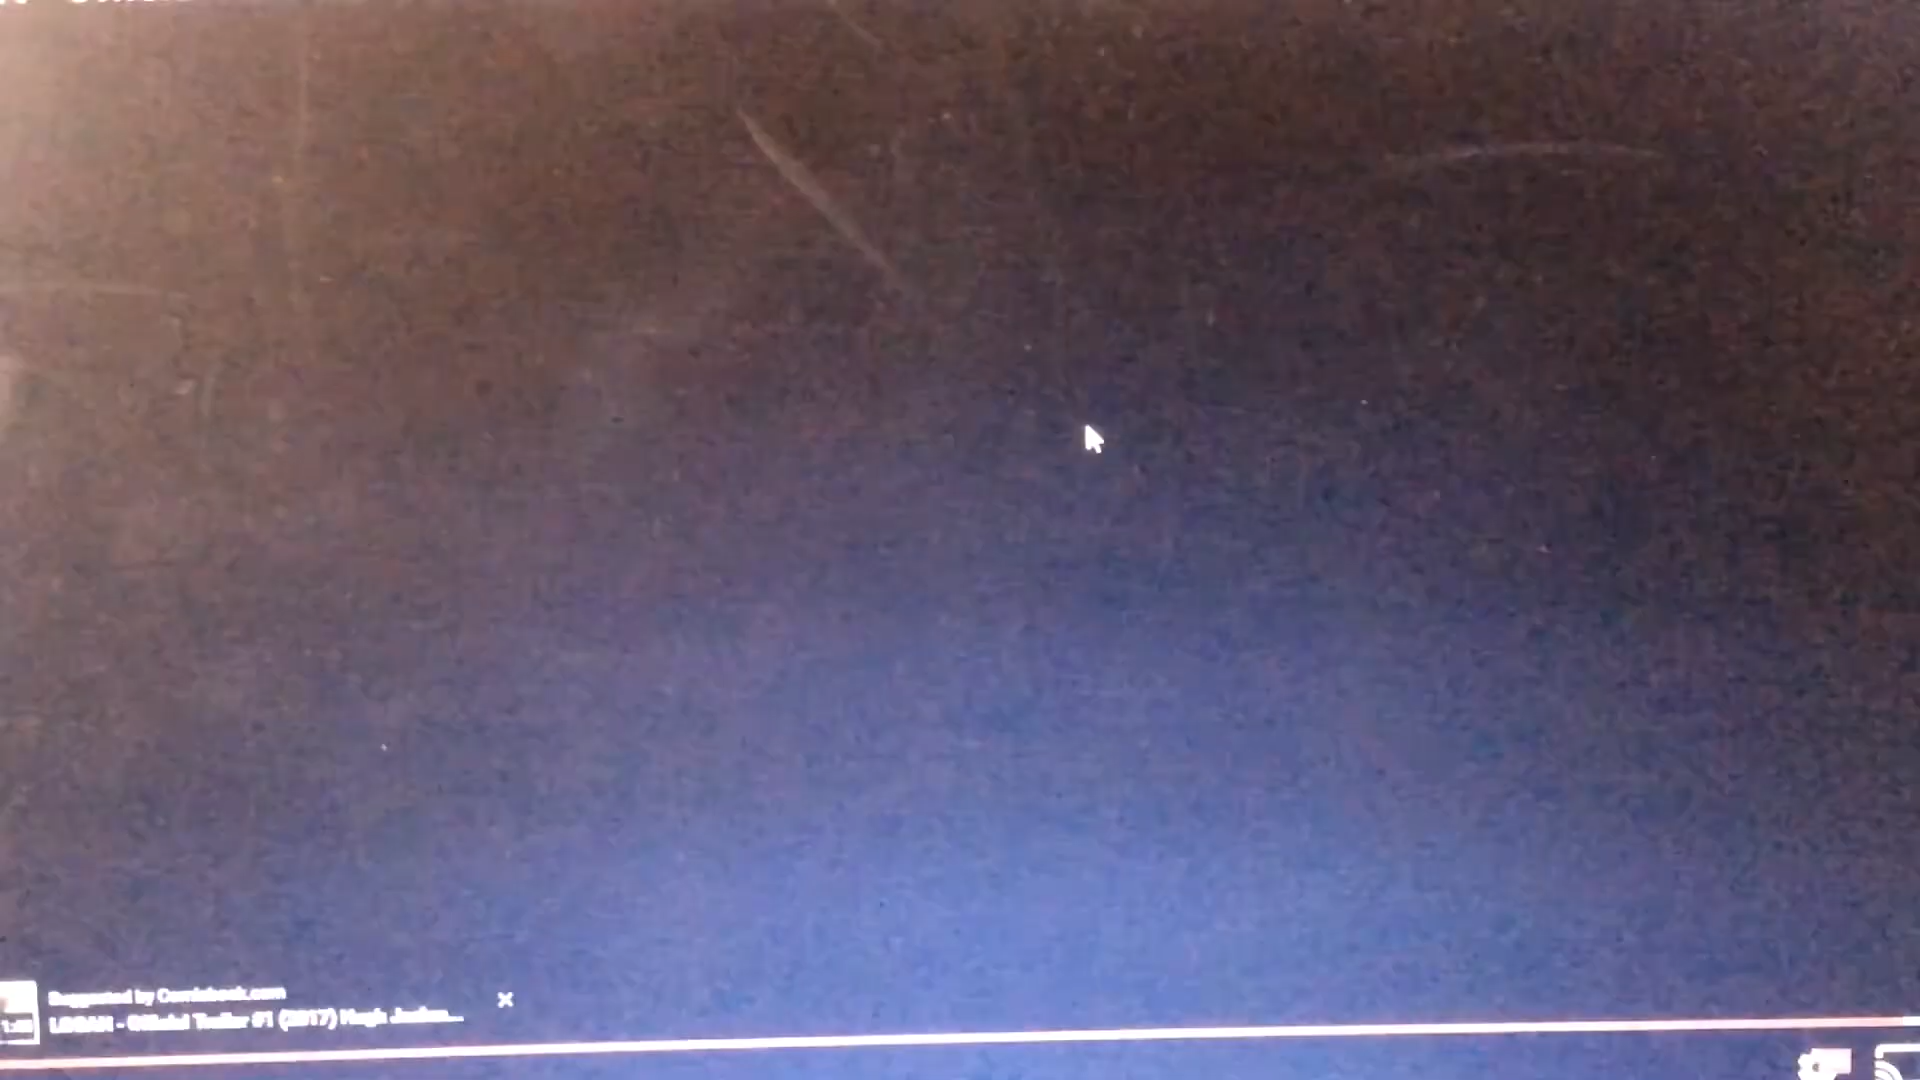 Suggested by Comicbook.com
LOGAN - Official Trailer #1 (2017) Hugh Jackm...